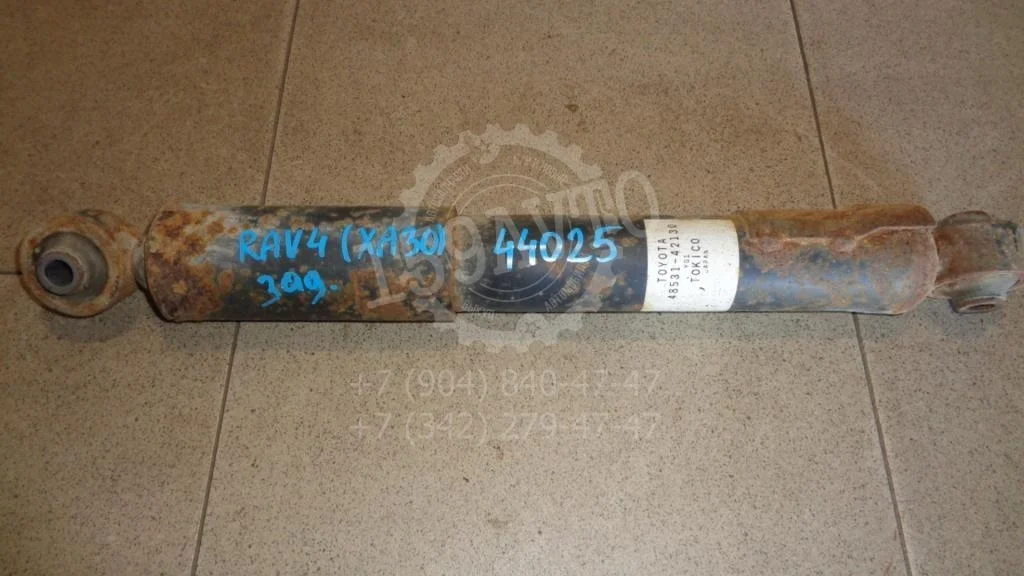 RAV4 (XA30) 44025
зад.
TOYOTA
48531-42130
TOKICO
JAPAN
159АВТО
+7 (904) 840-47-47
+7 (342) 279-47-47